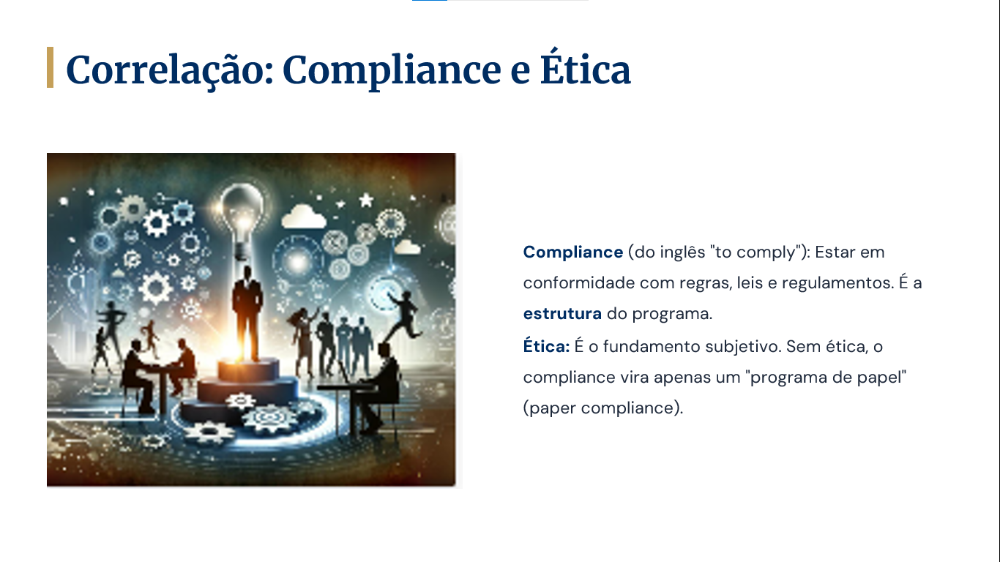 Correlação: Compliance e Ética
Compliance (do inglês "to comply"): Estar em
conformidade com regras, leis e regulamentos. É a
estrutura do programa.
Ética: É o fundamento subjetivo. Sem ética, o
compliance vira apenas um "programa de papel"
(paper compliance).